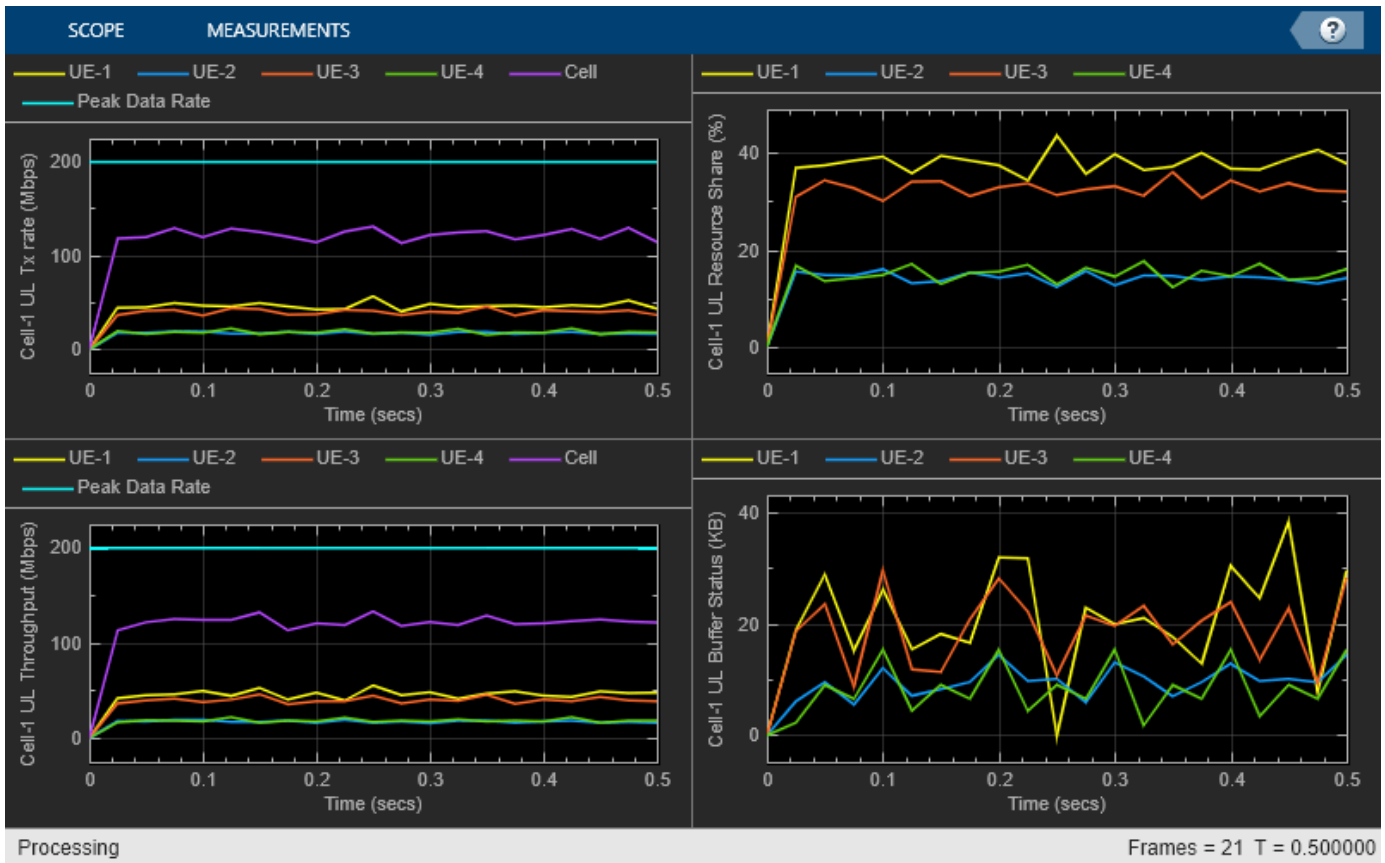 SCOPE MEASUREMENTS ?
UE-1 UE-2 UE-3 UE-4 Cell
Peak Data Rate
Cell-1 UL Tx rate (Mbps)
200
100
0
0 0.1 0.2 0.3 0.4 0.5
Time (secs)
UE-1 UE-2 UE-3 UE-4
Cell-1 UL Resource Share (%)
40
20
0
0 0.1 0.2 0.3 0.4 0.5
Time (secs)
UE-1 UE-2 UE-3 UE-4 Cell
Peak Data Rate
Cell-1 UL Throughput (Mbps)
200
100
0
0 0.1 0.2 0.3 0.4 0.5
Time (secs)
UE-1 UE-2 UE-3 UE-4
Cell-1 UL Buffer Status (KB)
40
20
0
0 0.1 0.2 0.3 0.4 0.5
Time (secs)
Processing Frames = 21 T = 0.500000